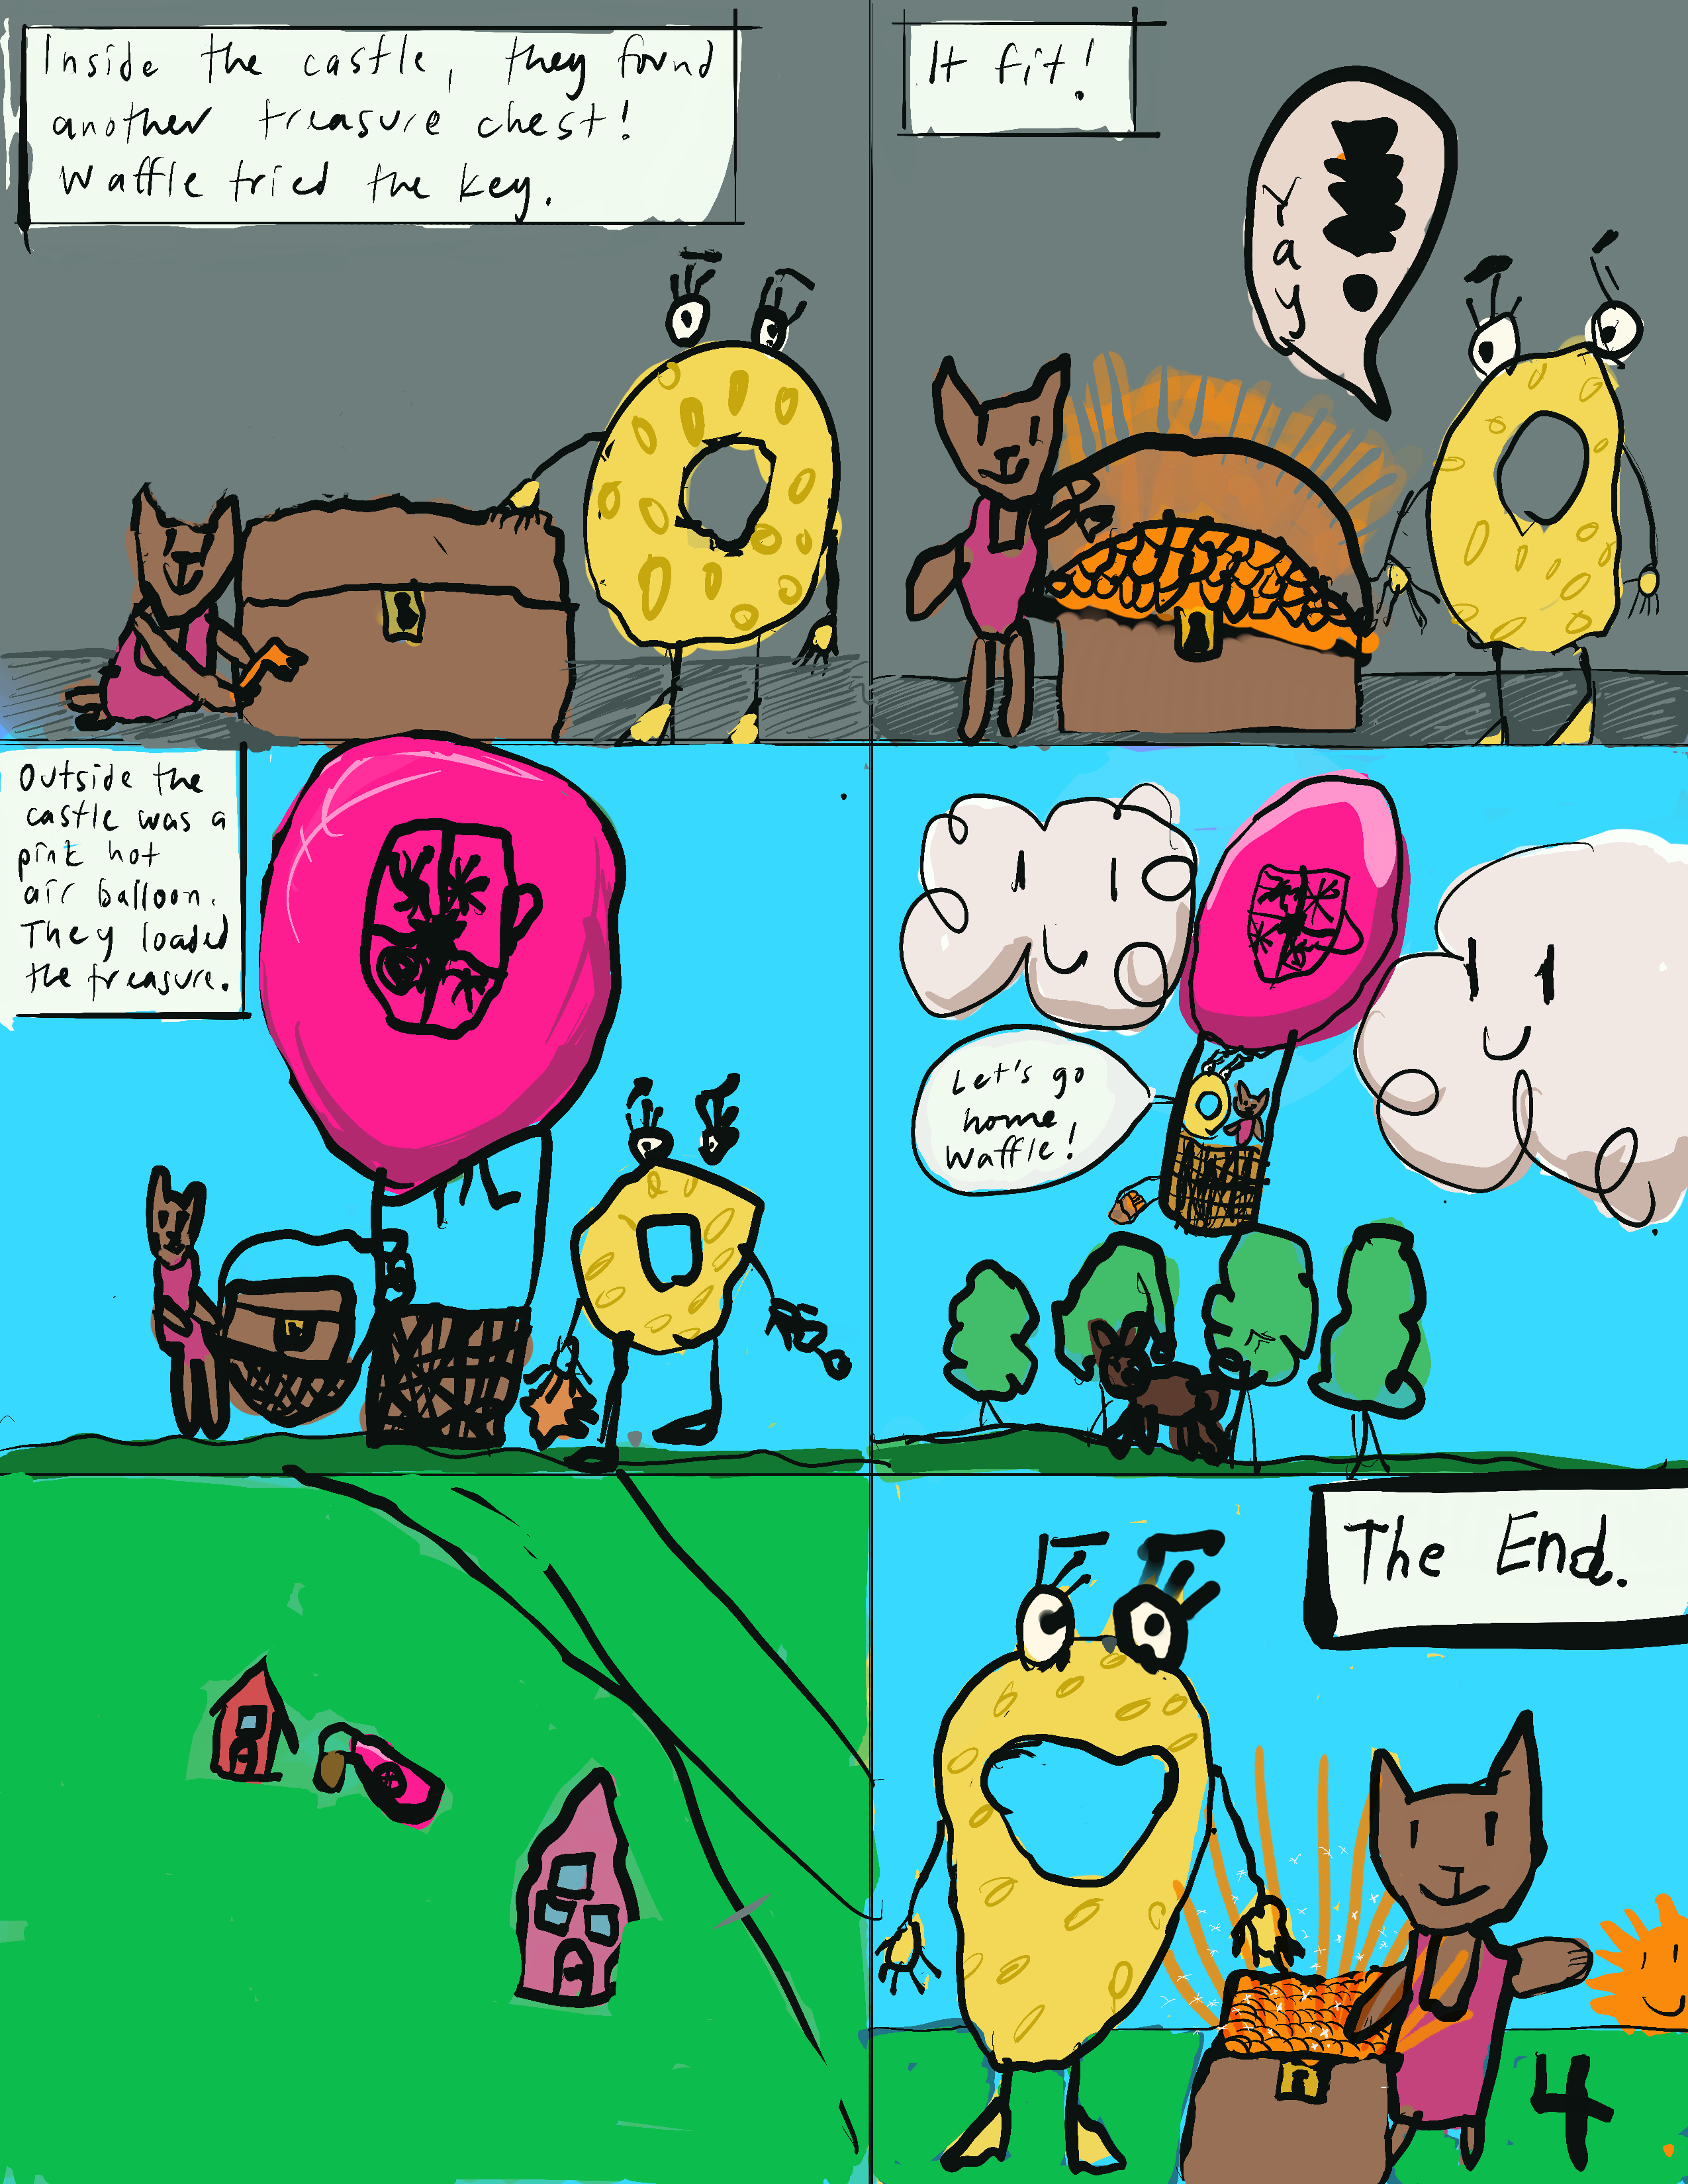 Inside the castle, they found
another treasure chest!
Waffle tried the key.
It fit!
Yay!
Outside the
castle was a
pink hot
air balloon.
They loaded
the treasure.
Let's go
home
Waffle!
The End.
4